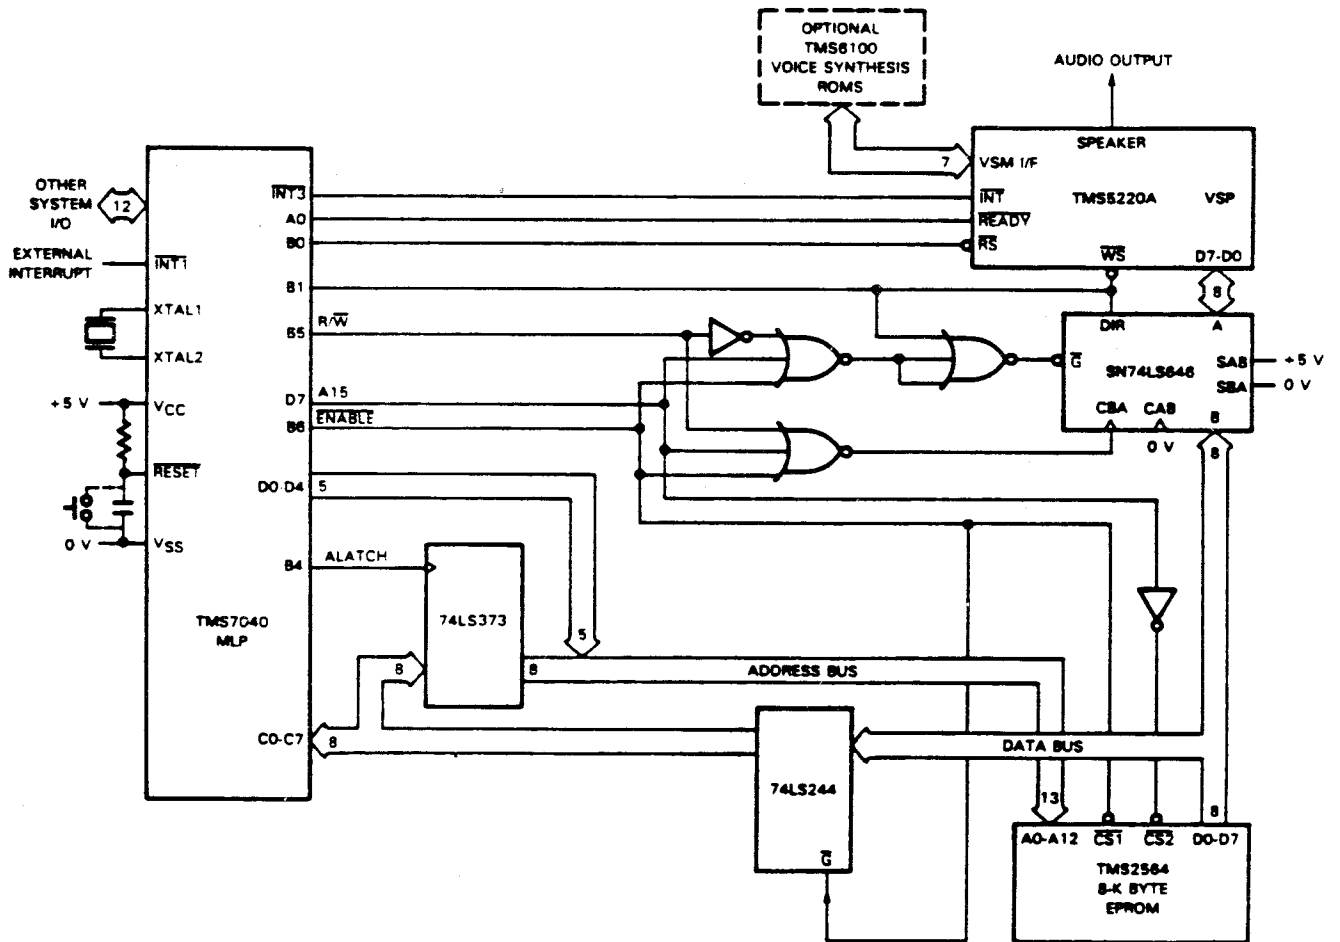 OPTIONAL
TMS6100
VOICE SYNTHESIS
ROMS
AUDIO OUTPUT
SPEAKER
7
VSM I/F
TMS5220A
VSP
INT
READY
RS
WS
D7-D0
8
OTHER
SYSTEM
I/O
12
INT3
A0
B0
EXTERNAL
INTERRUPT
INT1
B1
XTAL1
XTAL2
B5
R/W
DIR
A
G
SN74LS646
SAB
+5 V
SBA
0 V
CBA
CAB
B
0 V
8
+5 V
VCC
D7
A15
B6
ENABLE
RESET
D0-D4
5
0 V
VSS
B4
ALATCH
TMS7040
MLP
74LS373
5
8
8
ADDRESS BUS
C0-C7
8
74LS244
G
DATA BUS
13
8
A0-A12
CS1
CS2
D0-D7
TMS2564
8-K BYTE
EPROM